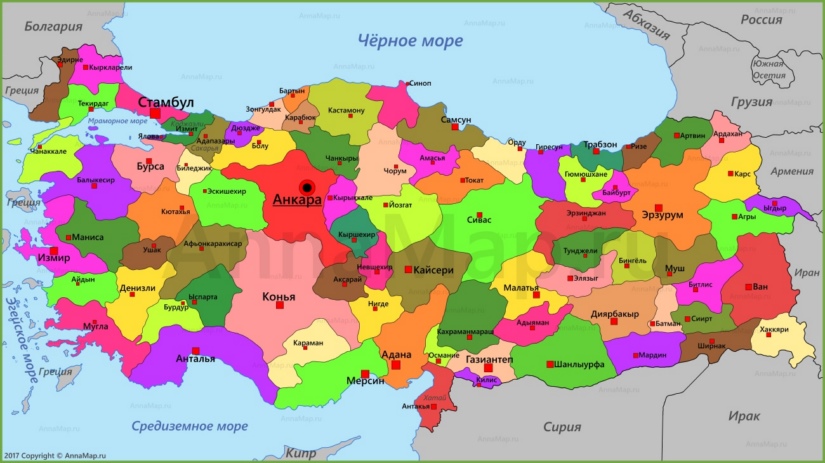 Болгария
Россия
Абхазия
Чёрное море
Южная
Осетия
Грузия
Греция
Эдирне
Кыркларели
Текирдаг
Стамбул
Мраморное море
Ялова
Измит
Сакарья
Адапазары
Дюздже
Болу
Зонгулдак
Бартын
Карабюк
Кастамону
Синоп
Самсун
Орду
Гиресун
Трабзон
Ризе
Артвин
Ардахан
Чанаккале
Балыкесир
Бурса
Биледжик
Эскишехир
Анкара
Чанкыры
Чорум
Амасья
Токат
Гюмюшхане
Байбурт
Карс
Армения
Ыгдыр
Греция
Кютахья
Кырыккале
Йозгат
Сивас
Эрзинджан
Эрзурум
Агры
Маниса
Измир
Ушак
Афьонкарахисар
Кыршехир
Кайсери
Тунджели
Бингёль
Муш
Иран
Айдын
Денизли
Бурдур
Ыспарта
Конья
Аксарай
Невшехир
Нигде
Малатья
Элязыг
Битлис
Ван
Мугла
Эгейское море
Анталья
Караман
Мерсин
Адана
Османие
Кахраманмараш
Адыяман
Диярбакыр
Батман
Сиирт
Ширнак
Хаккяри
Газиантеп
Килис
Шанлыурфа
Мардин
Хатай
Антакья
Греция
Средиземное море
Кипр
Сирия
Ирак
AnnaMap.ru
2017 Copyright © AnnaMap.ru